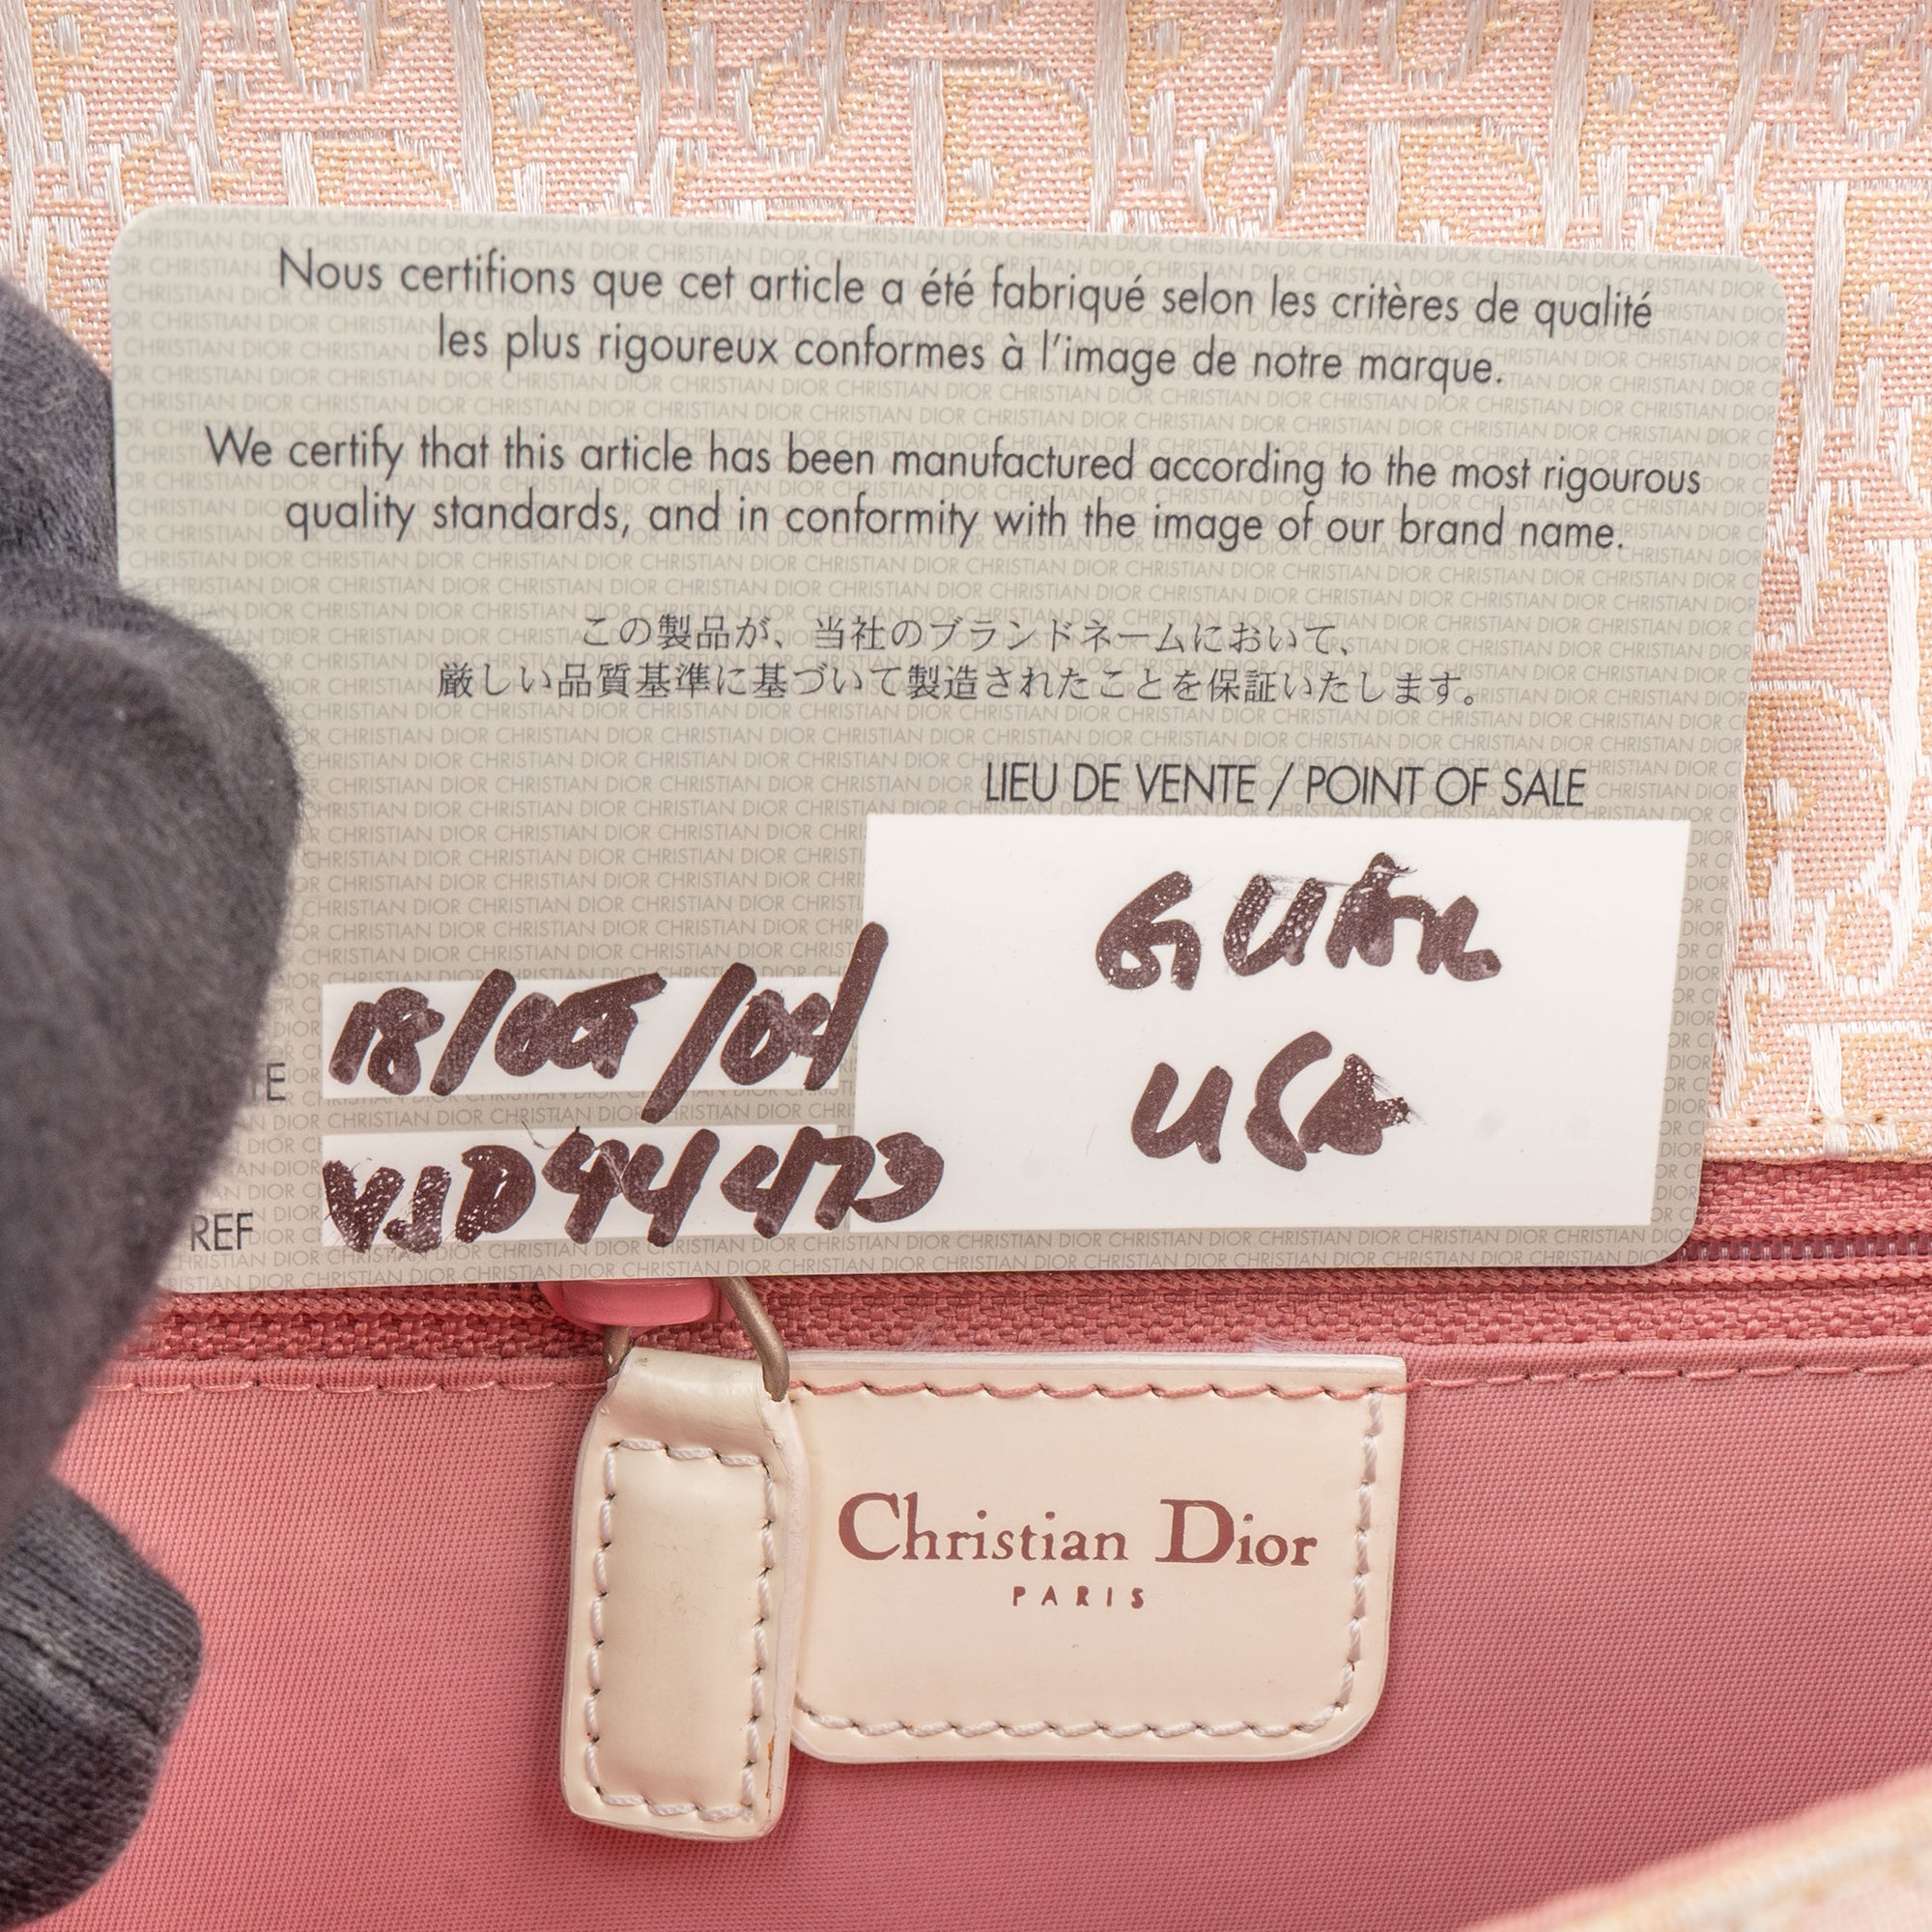 Nous certifions que cet article a été fabriqué selon les critères de qualité
les plus rigoureux conformes à l'image de notre marque.
We certify that this article has been manufactured according to the most rigourous
quality standards, and in conformity with the image of our brand name.
この製品が、当社のブランドネームにおいて、
厳しい品質基準に基づいて製造されたことを保証いたします。
LIEU DE VENTE / POINT OF SALE
GUAM
USA
18/OCT/04
REF VJD44473
Christian Dior
PARIS